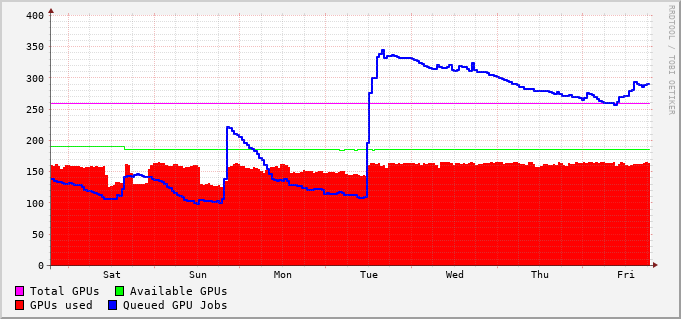 400
350
300
250
200
150
100
50
0
Sat Sun Mon Tue Wed Thu Fri
Total GPUs Available GPUs
GPUs used Queued GPU Jobs
RRDTOOL / TOBI OETIKER